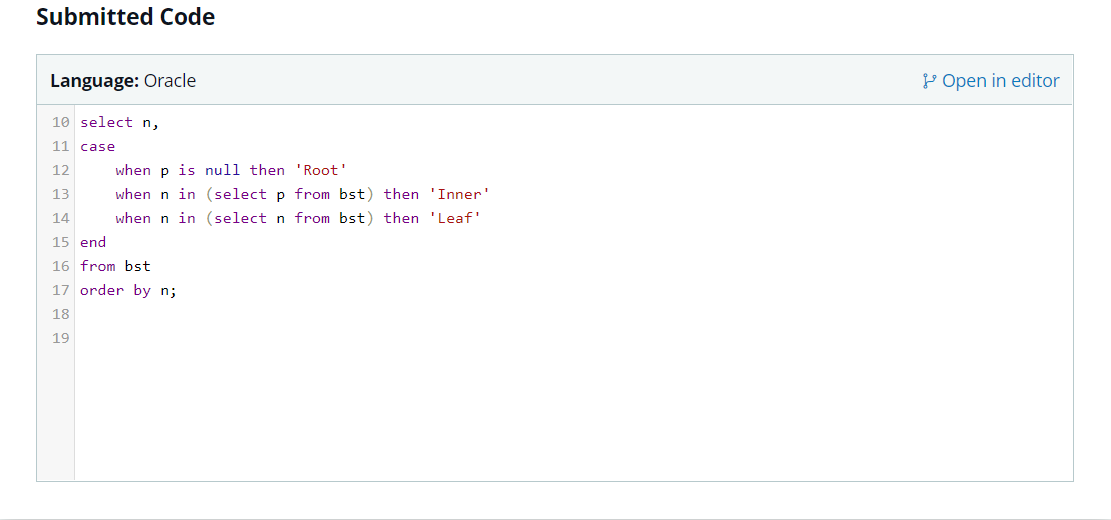 Submitted Code
Language: Oracle
Open in editor
10 select n,
11 case
12     when p is null then 'Root'
13     when n in (select p from bst) then 'Inner'
14     when n in (select n from bst) then 'Leaf'
15 end
16 from bst
17 order by n;
18
19